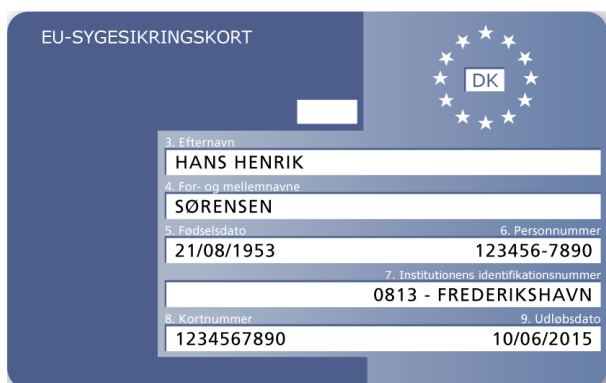 EU-SYGESIKRINGSKORT
DK
3. Efternavn
HANS HENRIK
4. For- og mellemnavne
SØRENSEN
5. Fødselsdato 6. Personnummer
21/08/1953 123456-7890
7. Institutionens identifikationsnummer
0813 - FREDERIKSHAVN
8. Kortnummer 9. Udløbsdato
1234567890 10/06/2015